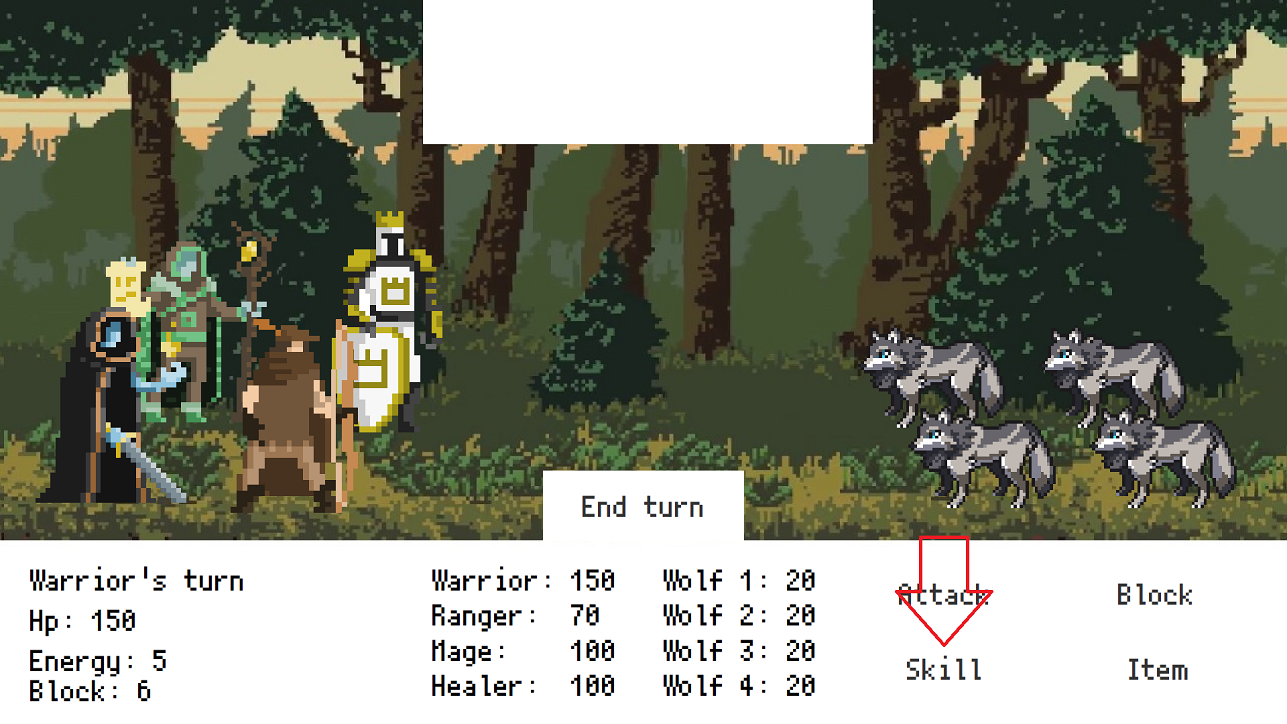 End turn
Warrior's turn
Hp: 150
Energy: 5
Block: 6
Warrior: 150
Ranger: 70
Mage: 100
Healer: 100
Wolf 1: 20
Wolf 2: 20
Wolf 3: 20
Wolf 4: 20
Attack
Block
Skill
Item